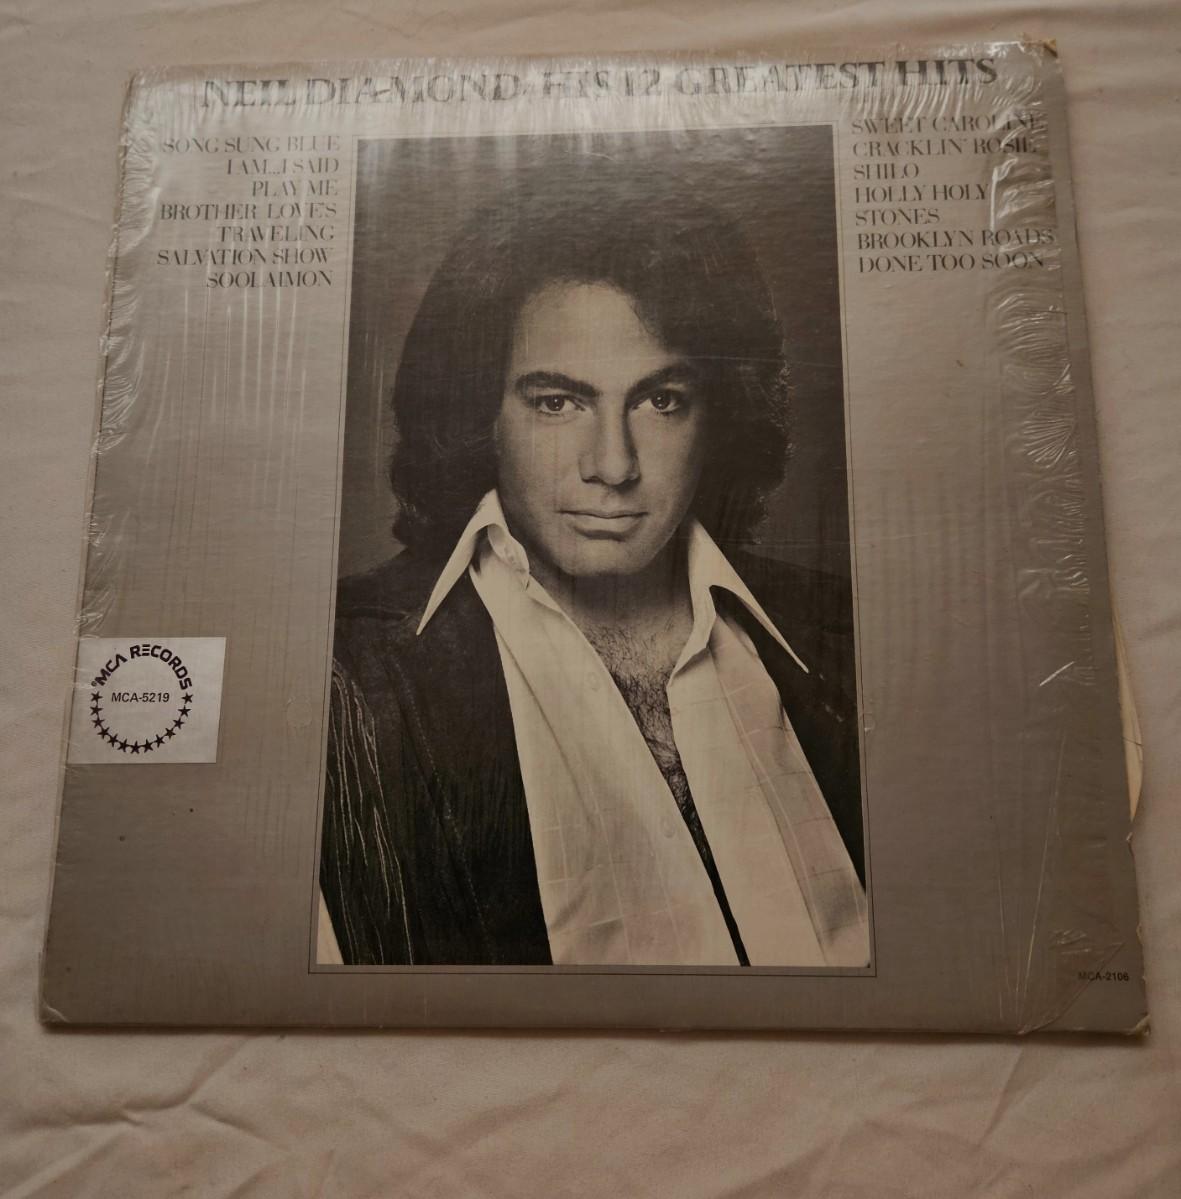 NEIL DIAMOND: HIS 12 GREATEST HITS
SONG SUNG BLUE
I AM...I SAID
PLAY ME
BROTHER LOVE'S
TRAVELING
SALVATION SHOW
SOOLAIMON
SWEET CAROLINE
CRACKLIN' ROSIE
SHILO
HOLLY HOLY
STONES
BROOKLYN ROADS
DONE TOO SOON
MCA RECORDS
MCA-5219
MCA-2106